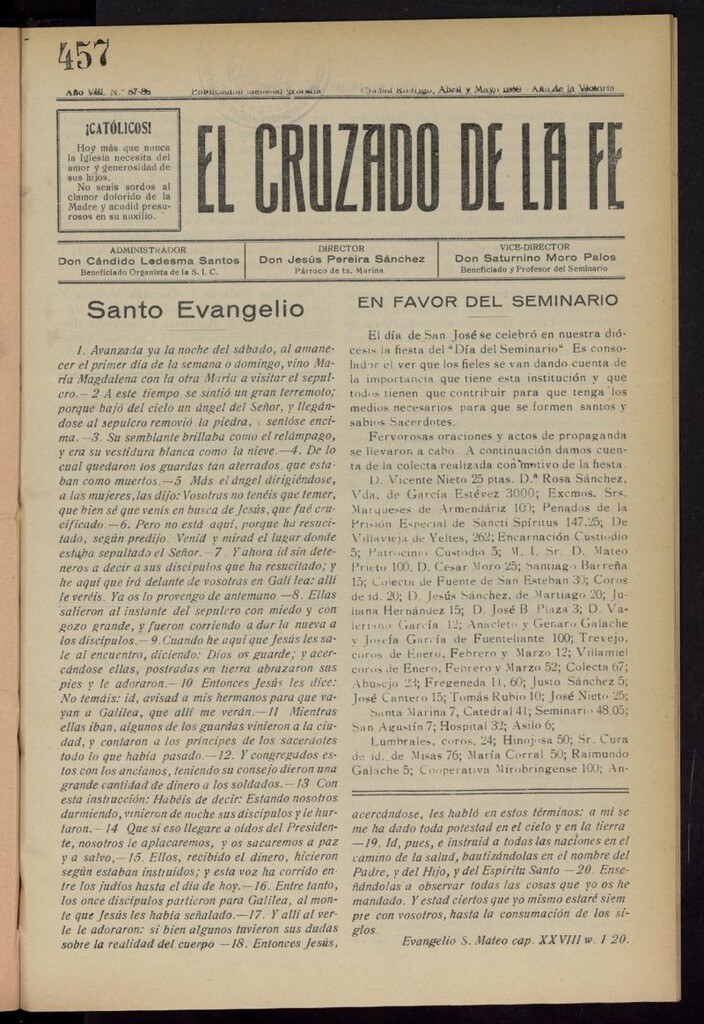 457
Año VIII. N.° 87-88
Publicación mensual gratuita
Ciudad Rodrigo, Abril y Mayo 1939 Año de la Victoria
¡CATÓLICOS!
Hoy más que nunca
la Iglesia necesita del
amor y generosidad de
sus hijos.
No seais sordos al
clamor dolorido de la
Madre y acudid presu-
rosos en su auxilio.
EL CRUZADO DE LA FE
ADMINISTRADOR
Don Cándido Ledesma Santos
Beneficiado Organista de la S. I. C.
DIRECTOR
Don Jesús Pereira Sánchez
Párroco de Sta. Marina
VICE-DIRECTOR
Don Saturnino Moro Palos
Beneficiado y Profesor del Seminario
Santo Evangelio
1. Avanzada ya la noche del sábado, al amane-
cer el primer día de la semana o domingo, vino Ma-
ría Magdalena con la otra María a visitar el sepul-
cro.—2 A este tiempo se sintió un gran terremoto;
porque bajó del cielo un ángel del Señor, y llegán-
dose al sepulcro removió la piedra, y sentóse enci-
ma.—3. Su semblante brillaba como el relámpago,
y era su vestidura blanca como la nieve.—4. De lo
cual quedaron los guardas tan aterrados, que esta-
ban como muertos.—5 Más el ángel dirigiéndose,
a las mujeres, las dijo: Vosotras no tenéis que temer,
que bien sé que venis en busca de Jesús, que fué cru-
cificado.—6. Pero no está aquí, porque ha resuci-
tado, según predijo. Venid y mirad el lugar donde
estaba sepultado el Señor.—7. Y ahora id sin dete-
neros a decir a sus discípulos que ha resucitado; y
he aquí que irá delante de vosotras en Galilea: allí
le veréis. Ya os lo provengo de antemano—8. Ellas
salieron al instante del sepulcro con miedo y con
gozo grande, y fueron corriendo a dar la nueva a
los discípulos.—9. Cuando he aquí que Jesús les sa-
le al encuentro, diciendo: Dios os guarde; y acer-
cándose ellas, postradas en tierra abrazaron sus
pies y le adoraron.—10 Entonces Jesús les dice:
No temáis: id, avisad a mis hermanos para que va-
yan a Galilea, que allí me verán.—11 Mientras
ellas iban, algunos de los guardas vinieron a la ciu-
dad, y contaron a los príncipes de los sacerdotes
todo lo que había pasado.—12. Y congregados es-
tos con los ancianos, teniendo su consejo dieron una
grande cantidad de dinero a los soldados.—13 Con
esta instrucción: Habéis de decir: Estando nosotros
durmiendo, vinieron de noche sus discípulos y le hur-
taron.—14 Que si eso llegare a oídos del Presiden-
te, nosotros le aplacaremos, y os sacaremos a paz
y a salvo,—15. Ellos, recibido el dinero, hicieron
según estaban instruídos; y esta voz ha corrido en-
tre los judíos hasta el día de hoy.—16. Entre tanto,
los once discípulos partieron para Galilea, al mon-
te que Jesús les había señalado.—17. Y allí al ver-
le le adoraron: si bien algunos tuvieron sus dudas
sobre la realidad del cuerpo—18. Entonces Jesús,
EN FAVOR DEL SEMINARIO
El día de San José se celebró en nuestra dió-
cesis la fiesta del "Día del Seminario" Es conso-
lador el ver que los fieles se van dando cuenta de
la importancia que tiene esta institución y que
todos tienen que contribuir para que tenga los
medios necesarios para que se formen santos y
sabios Sacerdotes.
Fervorosas oraciones y actos de propaganda
se llevaron a cabo. A continuación damos cuen-
ta de la colecta realizada con motivo de la fiesta.
D. Vicente Nieto 25 ptas. D.ª Rosa Sánchez,
Vda. de García Estévez 3000; Excmos. Srs.
Marqueses de Armendáriz 100; Penados de la
Prisión Especial de Sancti Spíritus 147,25; De
Villavieja de Yeltes, 262; Encarnación Custodio
5; Patrocinio Custodio 5; M. I. Sr. D. Mateo
Prieto 100, D. Cesar Moro 25; Santiago Barreña
15; Colecta de Fuente de San Esteban 30; Coros
de id. 20; D. Jesús Sánchez, de Martiago 20; Ju-
liana Hernández 15; D. José B Plaza 3; D. Va-
leriano García 12; Anacleto y Genaro Galache
y Josefa García de Fuenteliante 100; Trevejo,
coros de Enero, Febrero y Marzo 12; Villamiel
coros de Enero, Febrero y Marzo 52; Colecta 67;
Abusejo 23; Fregeneda 11,60; Justo Sánchez 5;
José Cantero 15; Tomás Rubio 10; José Nieto 25;
Santa Marina 7, Catedral 41; Seminario 48,05;
San Agustín 7; Hospital 32; Asilo 6;
Lumbrales, coros, 24; Hinojosa 50; Sr. Cura
de id. de Misas 76; María Corral 50; Raimundo
Galache 5; Cooperativa Mirobringense 100; An-
acercándose, les habló en estos términos: a mi se
me ha dado toda potestad en el cielo y en la tierra
—19. Id, pues, e instruid a todas las naciones en el
camino de la salud, bautizándolas en el nombre del
Padre, y del Hijo, y del Espíritu Santo—20. Ense-
ñándolas a observar todas las cosas que yo os he
mandado. Y estad ciertos que yo mismo estaré siem
pre con vosotros, hasta la consumación de los si-
glos.
Evangelio S. Mateo cap. XXVIII w. 1 20.